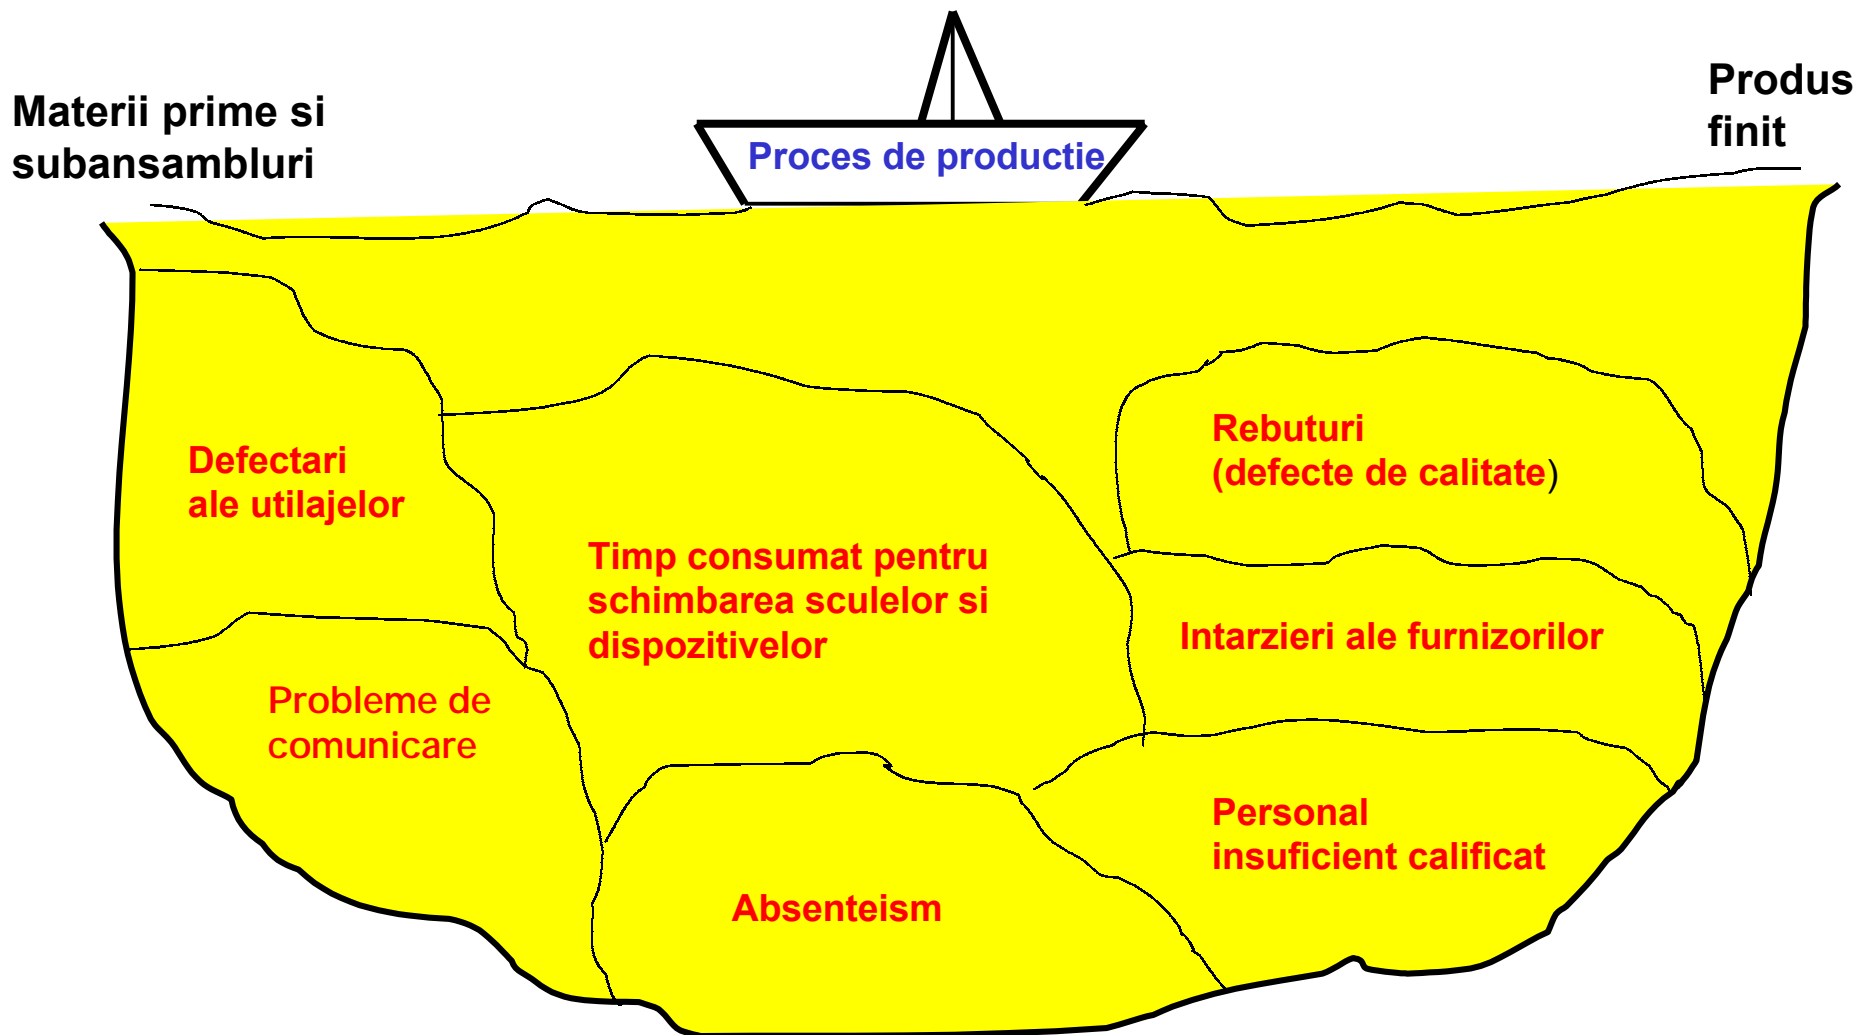 Materii prime si
subansambluri
Proces de productie
Produs
finit
Defectari
ale utilajelor
Timp consumat pentru
schimbarea sculelor si
dispozitivelor
Rebuturi
(defecte de calitate)
Intarzieri ale furnizorilor
Probleme de
comunicare
Absenteism
Personal
insuficient calificat